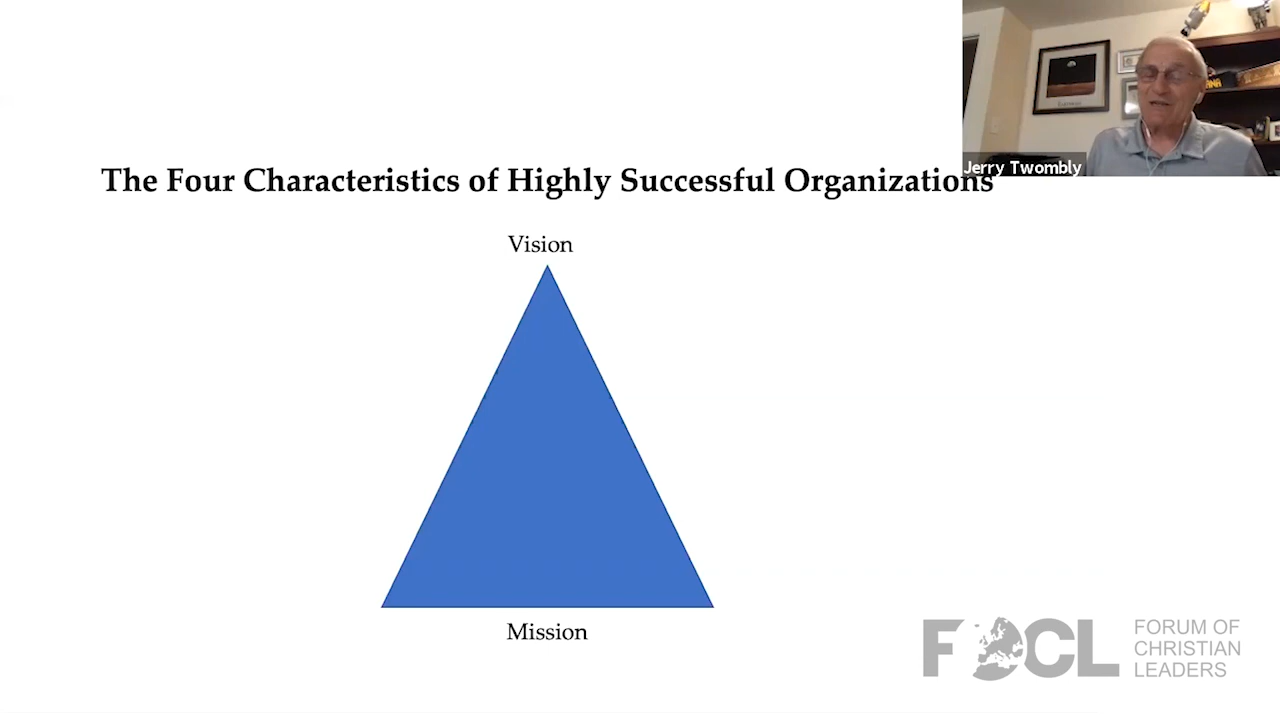 Jerry Twombly
The Four Characteristics of Highly Successful Organizations
Vision
Mission
FOCL
FORUM OF
CHRISTIAN
LEADERS